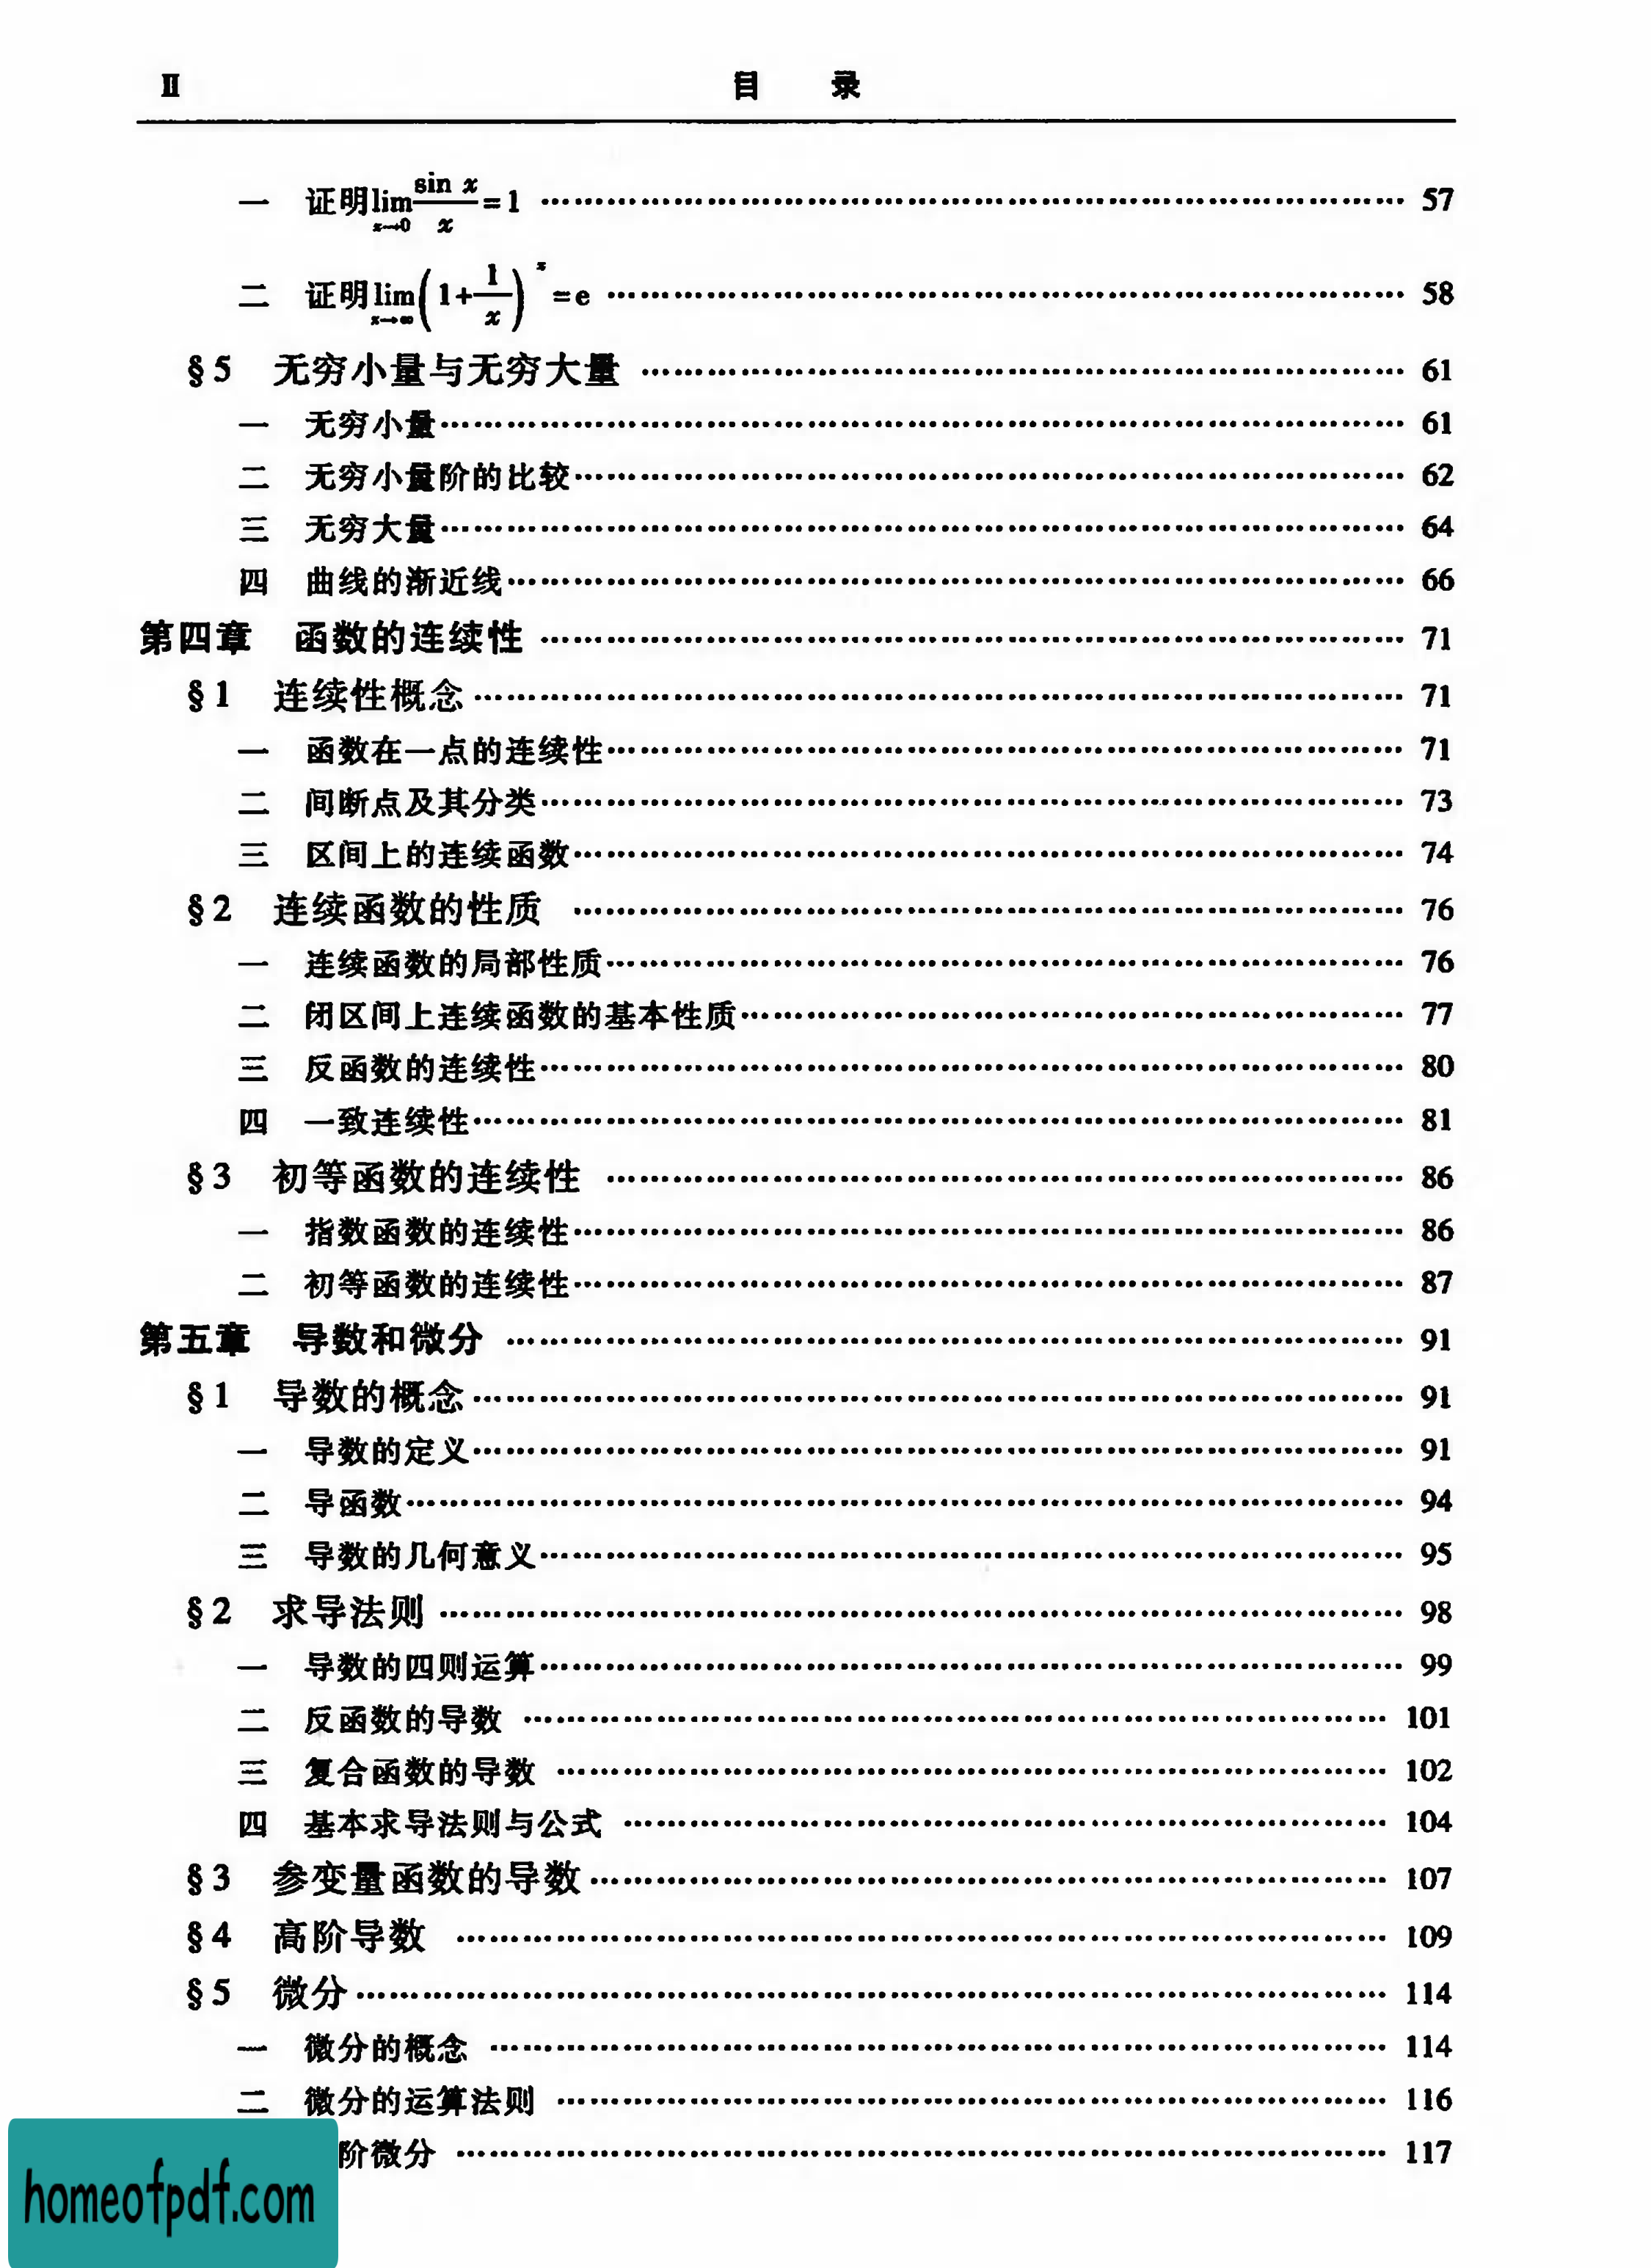 Ⅱ 目 录
一 证明lim(x→0) sin x/x=1 …… 57
二 证明lim(x→∞)(1+1/x)^x=e …… 58
§5 无穷小量与无穷大量 …… 61
一 无穷小量 …… 61
二 无穷小量阶的比较 …… 62
三 无穷大量 …… 64
四 曲线的渐近线 …… 66
第四章 函数的连续性 …… 71
§1 连续性概念 …… 71
一 函数在一点的连续性 …… 71
二 间断点及其分类 …… 73
三 区间上的连续函数 …… 74
§2 连续函数的性质 …… 76
一 连续函数的局部性质 …… 76
二 闭区间上连续函数的基本性质 …… 77
三 反函数的连续性 …… 80
四 一致连续性 …… 81
§3 初等函数的连续性 …… 86
一 指数函数的连续性 …… 86
二 初等函数的连续性 …… 87
第五章 导数和微分 …… 91
§1 导数的概念 …… 91
一 导数的定义 …… 91
二 导函数 …… 94
三 导数的几何意义 …… 95
§2 求导法则 …… 98
一 导数的四则运算 …… 99
二 反函数的导数 …… 101
三 复合函数的导数 …… 102
四 基本求导法则与公式 …… 104
§3 参变量函数的导数 …… 107
§4 高阶导数 …… 109
§5 微分 …… 114
一 微分的概念 …… 114
二 微分的运算法则 …… 116
阶微分 …… 117
homeofpdf.com